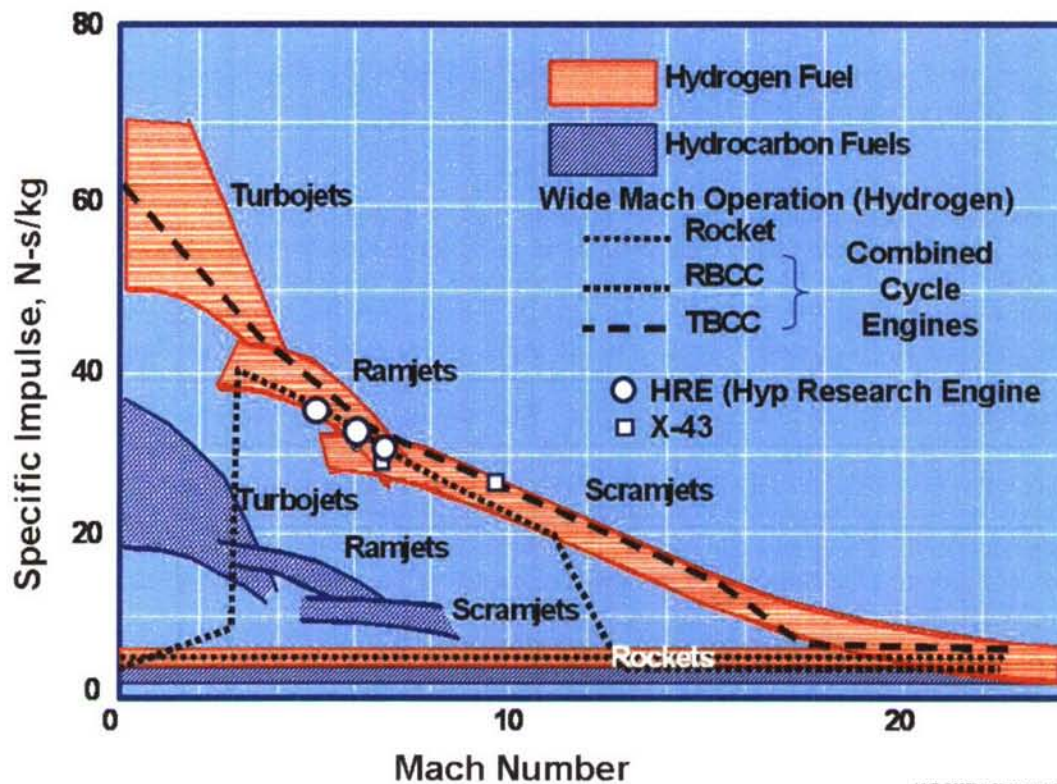 80
Hydrogen Fuel
Hydrocarbon Fuels
Wide Mach Operation (Hydrogen)
Rocket
RBCC
TBCC
Combined
Cycle
Engines
HRE (Hyp Research Engine
X-43
60
40
20
0
Specific Impulse, N-s/kg
Turbojets
Ramjets
Scramjets
Turbojets
Ramjets
Scramjets
Rockets
0
10
20
Mach Number